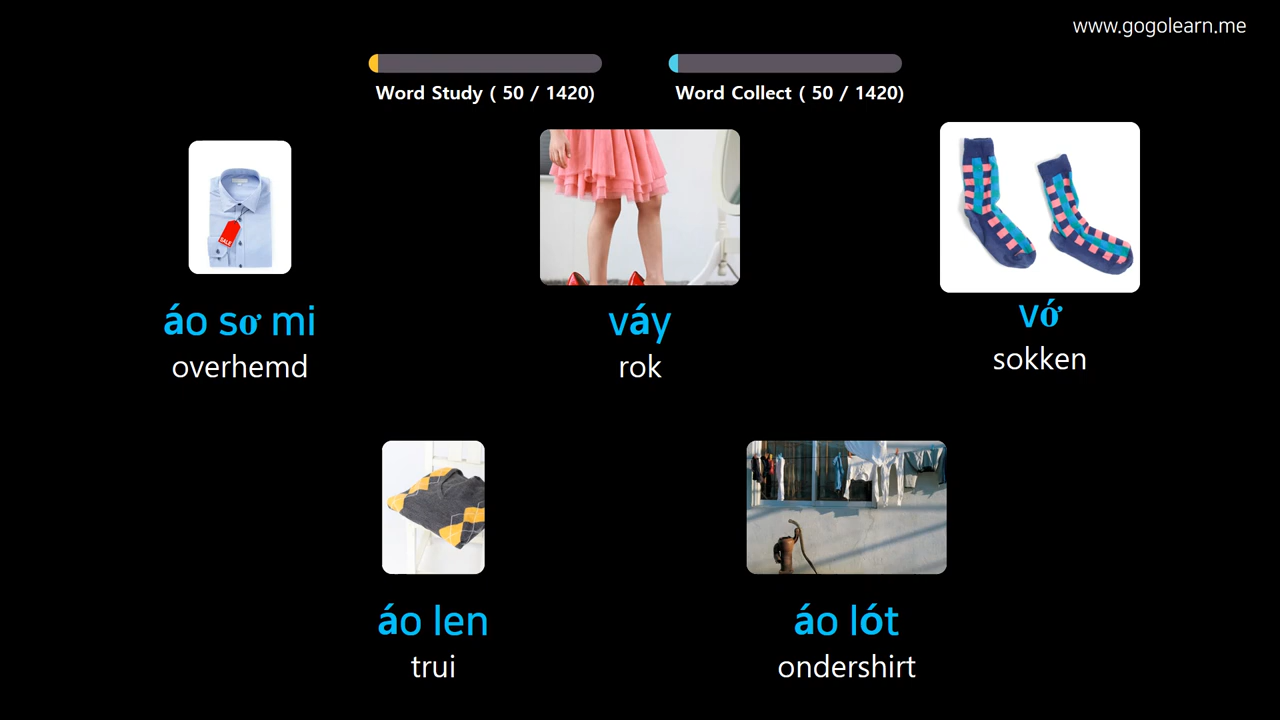 www.gogolearn.me
Word Study ( 50 / 1420)
Word Collect ( 50 / 1420)
SALE
áo sơ mi
overhemd
váy
rok
vớ
sokken
áo len
trui
áo lót
ondershirt